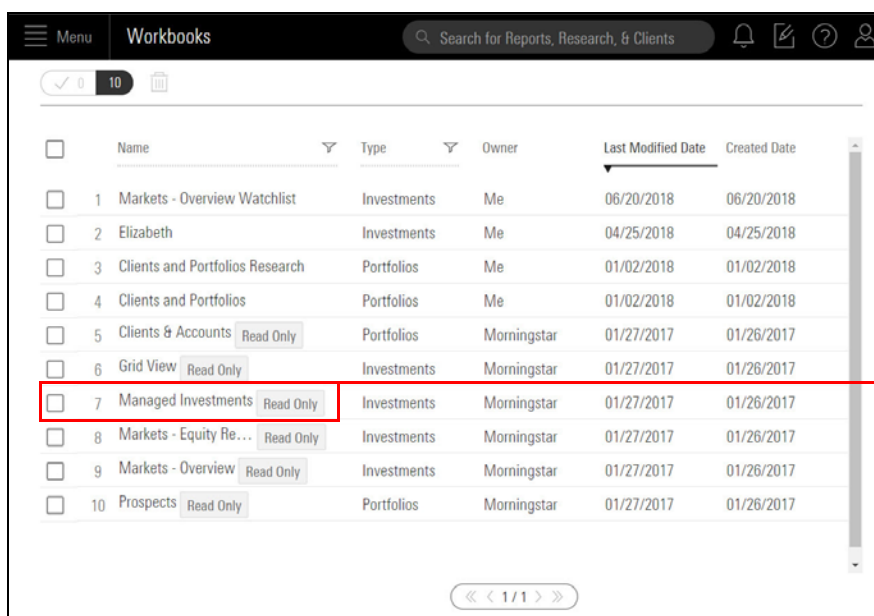 Menu Workbooks Search for Reports, Research, & Clients
0 10
Name Type Owner Last Modified Date Created Date
1 Markets - Overview Watchlist Investments Me 06/20/2018 06/20/2018
2 Elizabeth Investments Me 04/25/2018 04/25/2018
3 Clients and Portfolios Research Portfolios Me 01/02/2018 01/02/2018
4 Clients and Portfolios Portfolios Me 01/02/2018 01/02/2018
5 Clients & Accounts Read Only Portfolios Morningstar 01/27/2017 01/26/2017
6 Grid View Read Only Investments Morningstar 01/27/2017 01/26/2017
7 Managed Investments Read Only Investments Morningstar 01/27/2017 01/26/2017
8 Markets - Equity Re... Read Only Investments Morningstar 01/27/2017 01/26/2017
9 Markets - Overview Read Only Investments Morningstar 01/27/2017 01/26/2017
10 Prospects Read Only Portfolios Morningstar 01/27/2017 01/26/2017
1 / 1